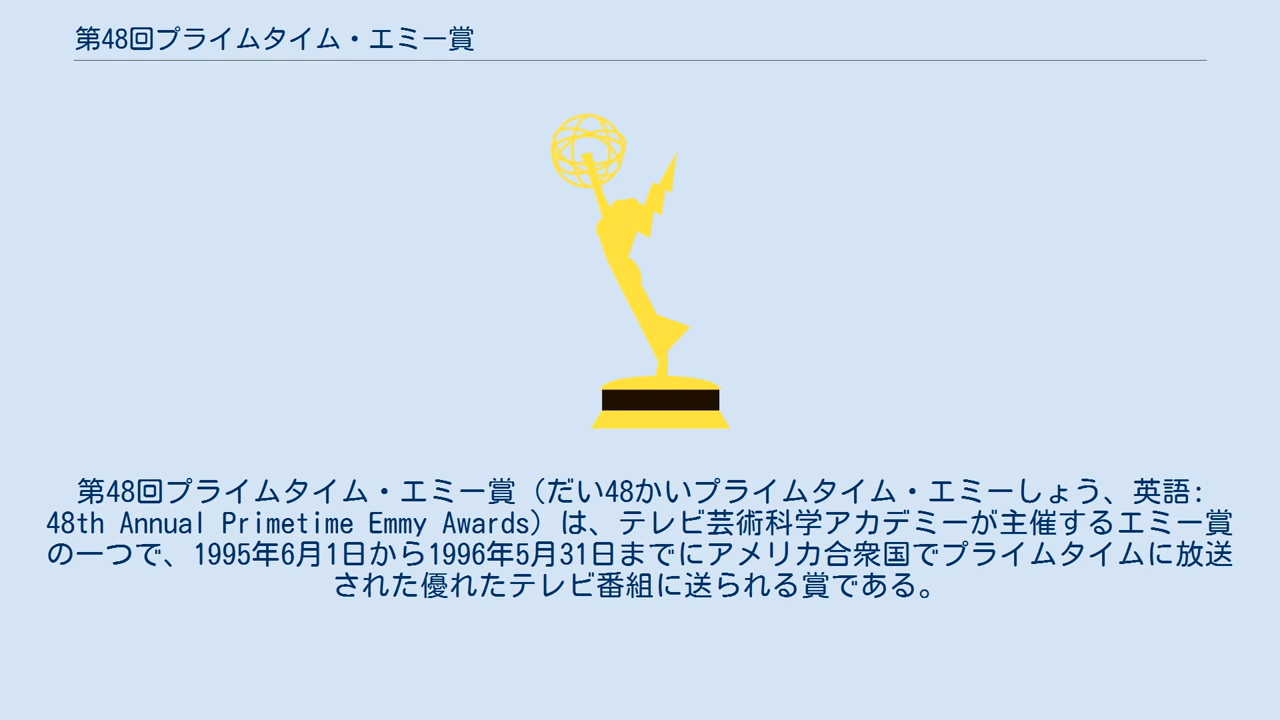 第48回プライムタイム・エミー賞
第48回プライムタイム・エミー賞（だい48かいプライムタイム・エミーしょう、英語:
48th Annual Primetime Emmy Awards）は、テレビ芸術科学アカデミーが主催するエミー賞
の一つで、1995年6月1日から1996年5月31日までにアメリカ合衆国でプライムタイムに放送
された優れたテレビ番組に送られる賞である。